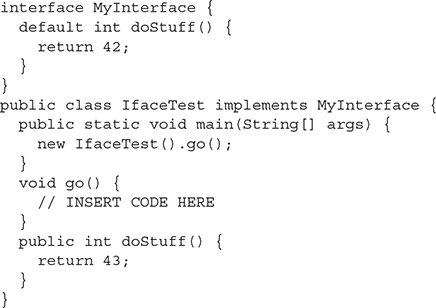 interface MyInterface {
  default int doStuff() {
    return 42;
  }
}
public class IfaceTest implements MyInterface {
  public static void main(String[] args) {
    new IfaceTest().go();
  }
  void go() {
    // INSERT CODE HERE
  }
  public int doStuff() {
    return 43;
  }
}